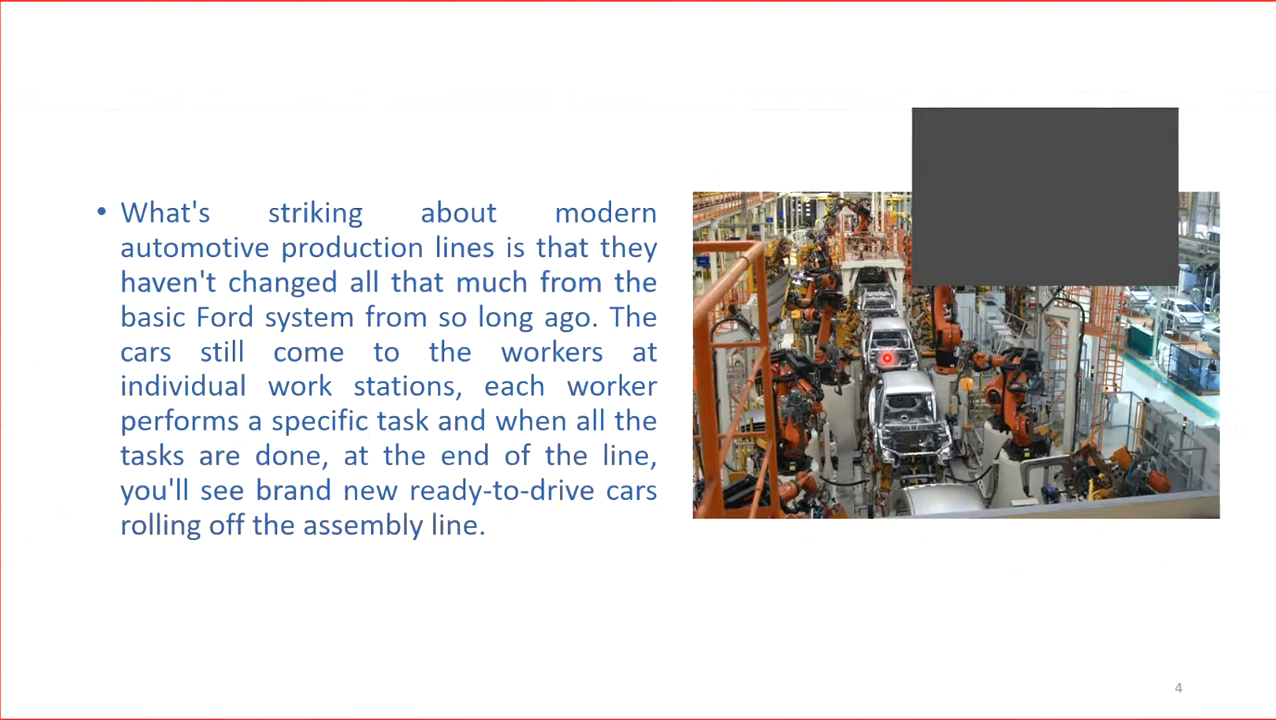 • What's striking about modern
automotive production lines is that they
haven't changed all that much from the
basic Ford system from so long ago. The
cars still come to the workers at
individual work stations, each worker
performs a specific task and when all the
tasks are done, at the end of the line,
you'll see brand new ready-to-drive cars
rolling off the assembly line.
4